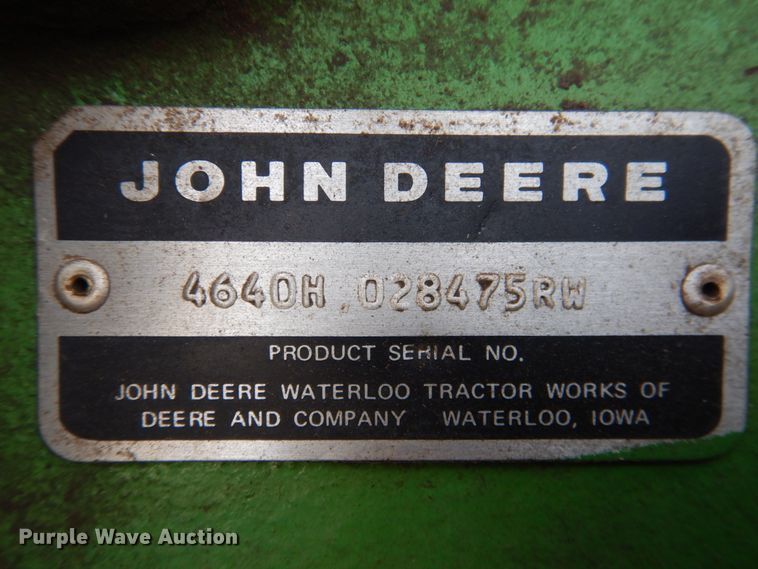 JOHN DEERE
4640H 028475RW
PRODUCT SERIAL NO.
JOHN DEERE WATERLOO TRACTOR WORKS OF
DEERE AND COMPANY WATERLOO, IOWA
Purple Wave Auction